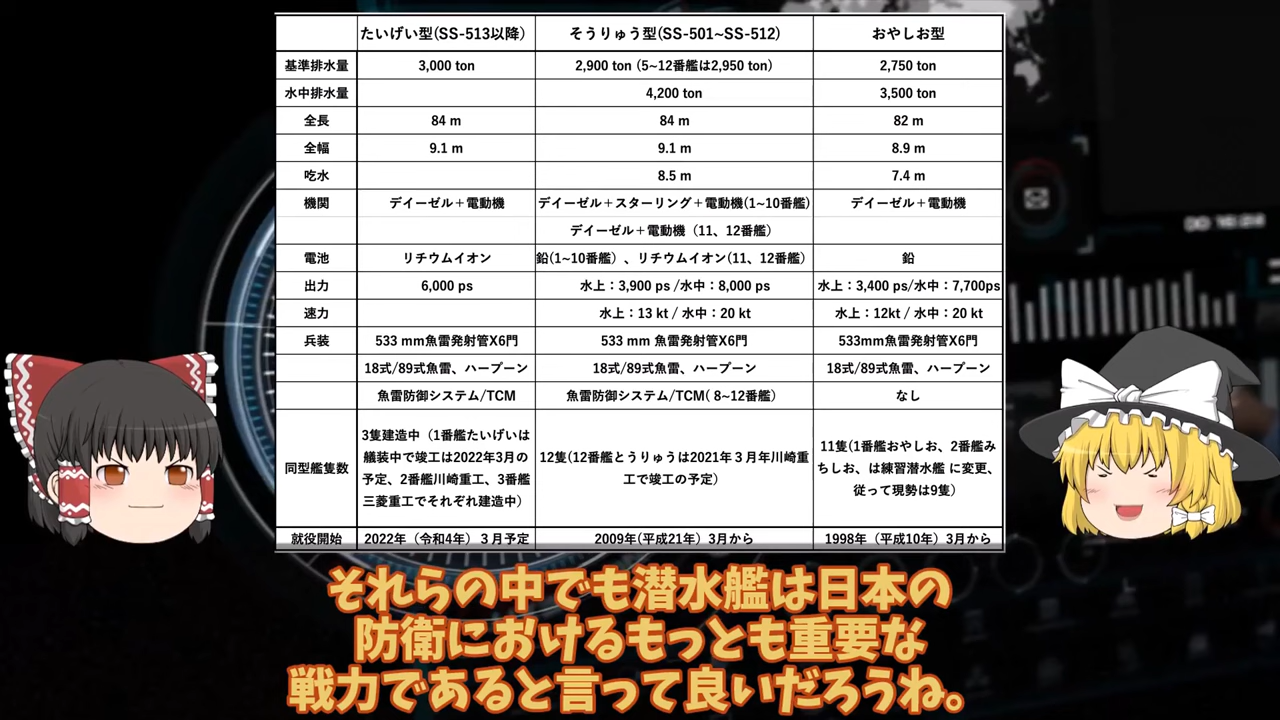 たいげい型(SS-513以降) そうりゅう型(SS-501~SS-512) おやしお型
基準排水量 3,000 ton 2,900 ton (5~12番艦は2,950 ton) 2,750 ton
水中排水量 4,200 ton 3,500 ton
全長 84 m 84 m 82 m
全幅 9.1 m 9.1 m 8.9 m
吃水 8.5 m 7.4 m
機関 デイーゼル＋電動機 デイーゼル＋スターリング＋電動機(1~10番艦) デイーゼル＋電動機
デイーゼル＋電動機（11、12番艦）
電池 リチウムイオン 鉛(1~10番艦）、リチウムイオン(11、12番艦） 鉛
出力 6,000 ps 水上：3,900 ps /水中：8,000 ps 水上：3,400 ps/水中：7,700ps
速力 水上：13 kt / 水中：20 kt 水上：12kt / 水中：20 kt
兵装 533 mm魚雷発射管X6門 533 mm 魚雷発射管X6門 533mm魚雷発射管X6門
18式/89式魚雷、ハープーン 18式/89式魚雷、ハープーン 18式/89式魚雷、ハープーン
魚雷防御システム/TCM 魚雷防御システム/TCM( 8~12番艦） なし
同型艦隻数
3隻建造中（1番艦たいげいは
艤装中で竣工は2022年3月の
予定、2番艦川崎重工、3番艦
三菱重工でそれぞれ建造中）
12隻(12番艦とうりゅうは2021年３月年川崎重
工で竣工の予定）
11隻(1番艦おやしお、2番艦み
ちしお、は練習潜水艦 に変更、
従って現勢は9隻）
就役開始 2022年（令和4年）３月予定 2009年(平成21年）3月から 1998年（平成10年）3月から
それらの中でも潜水艦は日本の
防衛におけるもっとも重要な
戦力であると言って良いだろうね。